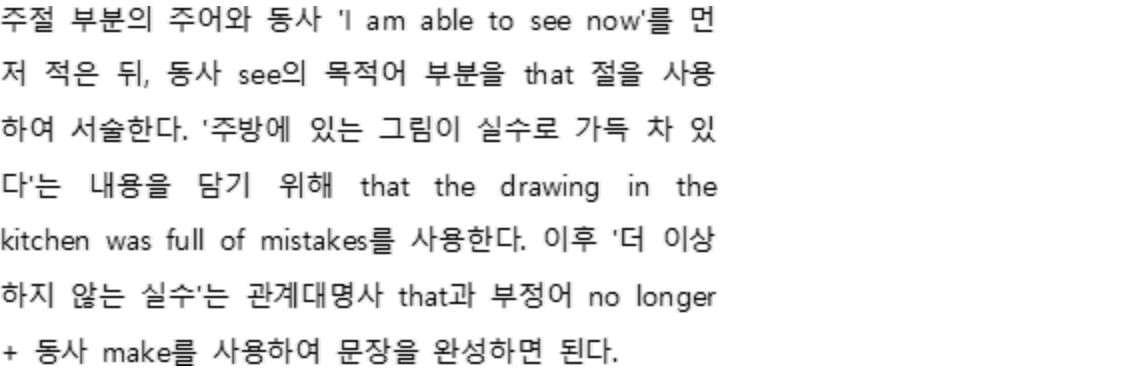 주절 부분의 주어와 동사 'I am able to see now'를 먼
저 적은 뒤, 동사 see의 목적어 부분을 that 절을 사용
하여 서술한다. '주방에 있는 그림이 실수로 가득 차 있
다'는 내용을 담기 위해 that the drawing in the
kitchen was full of mistakes를 사용한다. 이후 '더 이상
하지 않는 실수'는 관계대명사 that과 부정어 no longer
+ 동사 make를 사용하여 문장을 완성하면 된다.